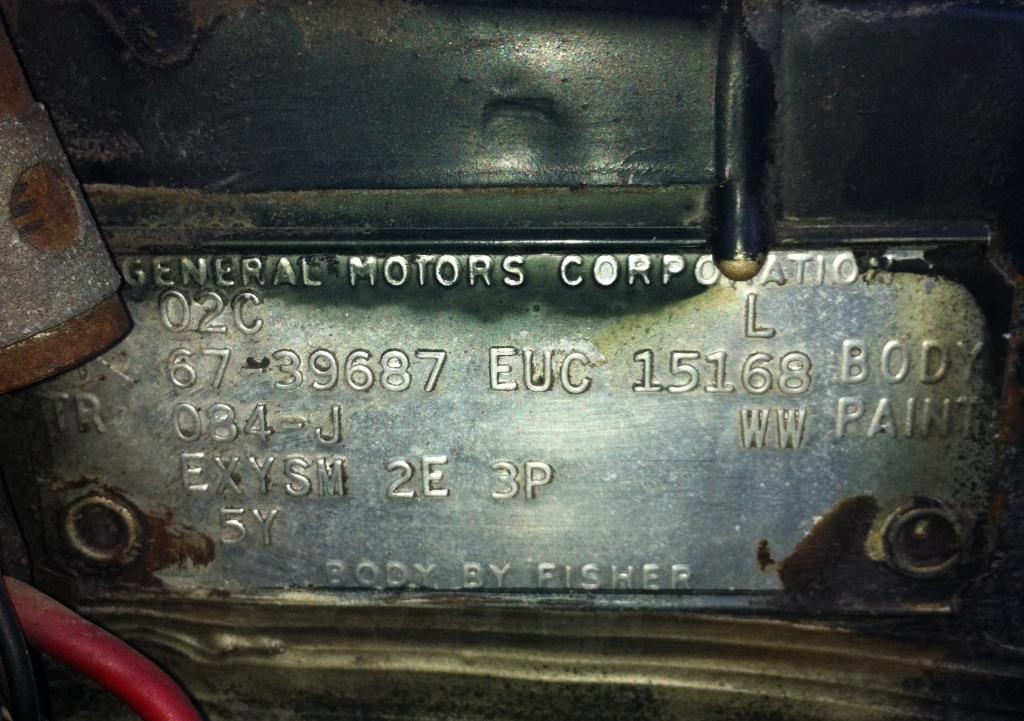 GENERAL MOTORS CORPORATION
02C L
67-39687 EUC 15168 BODY
TR 084-J WW PAINT
EXYSM 2E 3P
5Y
BODY BY FISHER